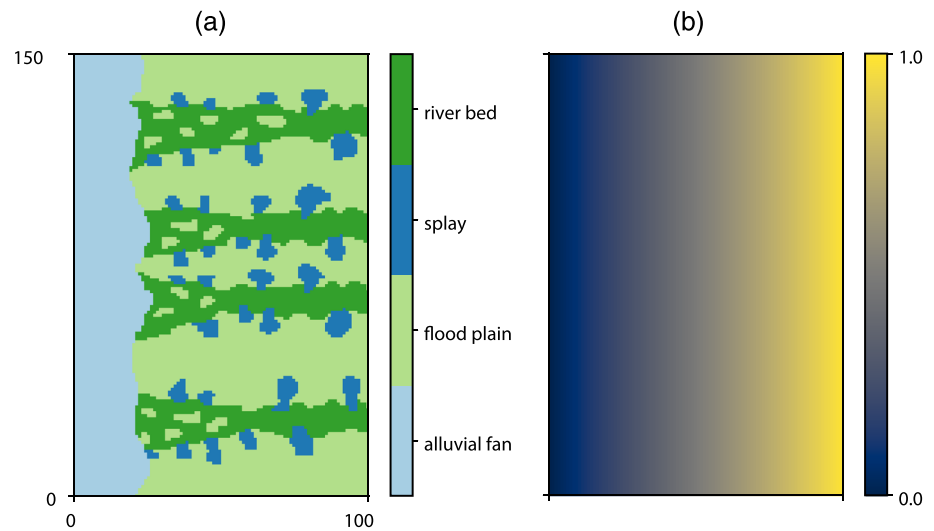 (a)
(b)
150
0
0
100
river bed
splay
flood plain
alluvial fan
1.0
0.0